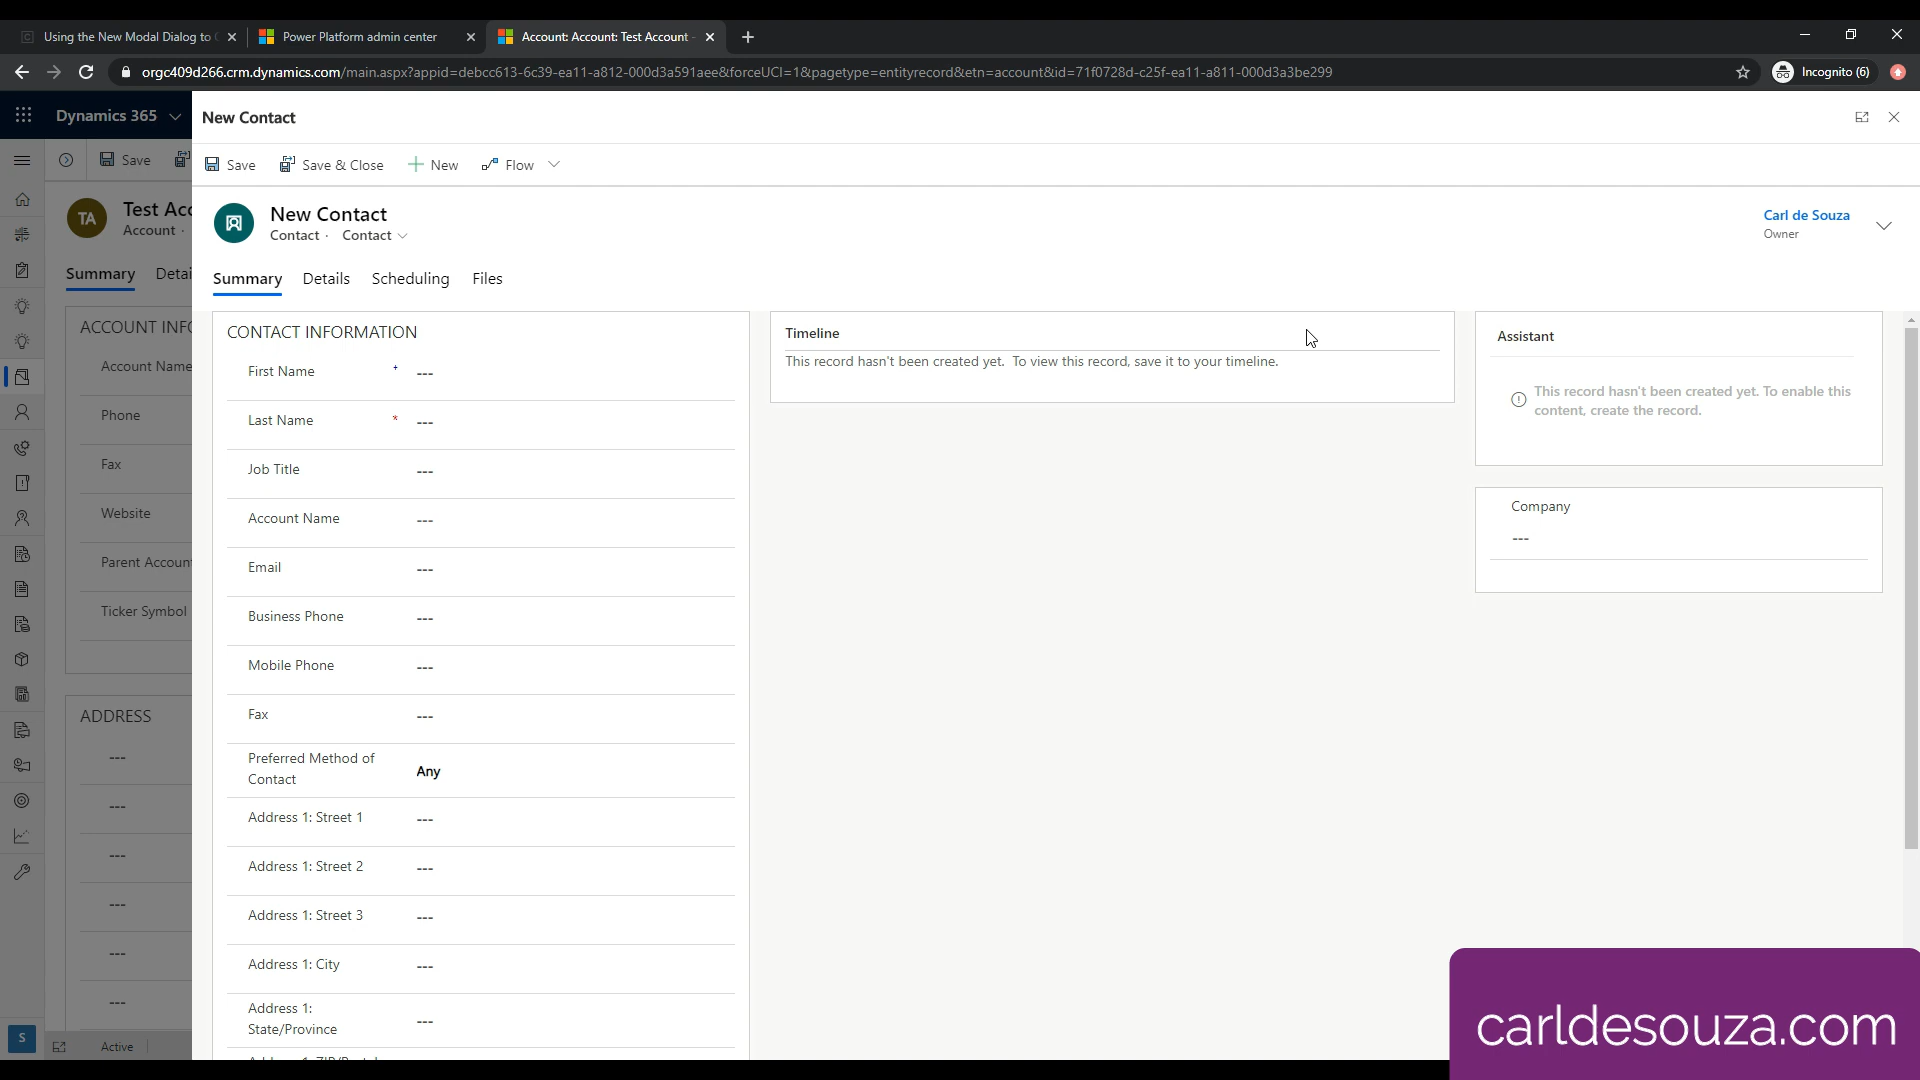 Using the New Modal Dialog to
Power Platform admin center
Account: Account: Test Account
orgc409d266.crm.dynamics.com/main.aspx?appid=debcc613-6c39-ea11-a812-000d3a591aee&forceUCI=1&pagetype=entityrecord&etn=account&id=71f0728d-c25f-ea11-a811-000d3a3be299
Incognito (6)
Dynamics 365
New Contact
Save
Save
Save & Close
New
Flow
TA
Test Acc
Account ·
Summary
Detai
New Contact
Contact · Contact
Carl de Souza
Owner
Summary
Details
Scheduling
Files
ACCOUNT INFO
Account Name
Phone
Fax
Website
Parent Account
Ticker Symbol
ADDRESS
---
---
---
---
---
---
CONTACT INFORMATION
First Name + ---
Last Name * ---
Job Title ---
Account Name ---
Email ---
Business Phone ---
Mobile Phone ---
Fax ---
Preferred Method of
Contact
Any
Address 1: Street 1 ---
Address 1: Street 2 ---
Address 1: Street 3 ---
Address 1: City ---
Address 1:
State/Province
---
Timeline
This record hasn't been created yet. To view this record, save it to your timeline.
Assistant
This record hasn't been created yet. To enable this
content, create the record.
Company
---
S
Active
carldesouza.com